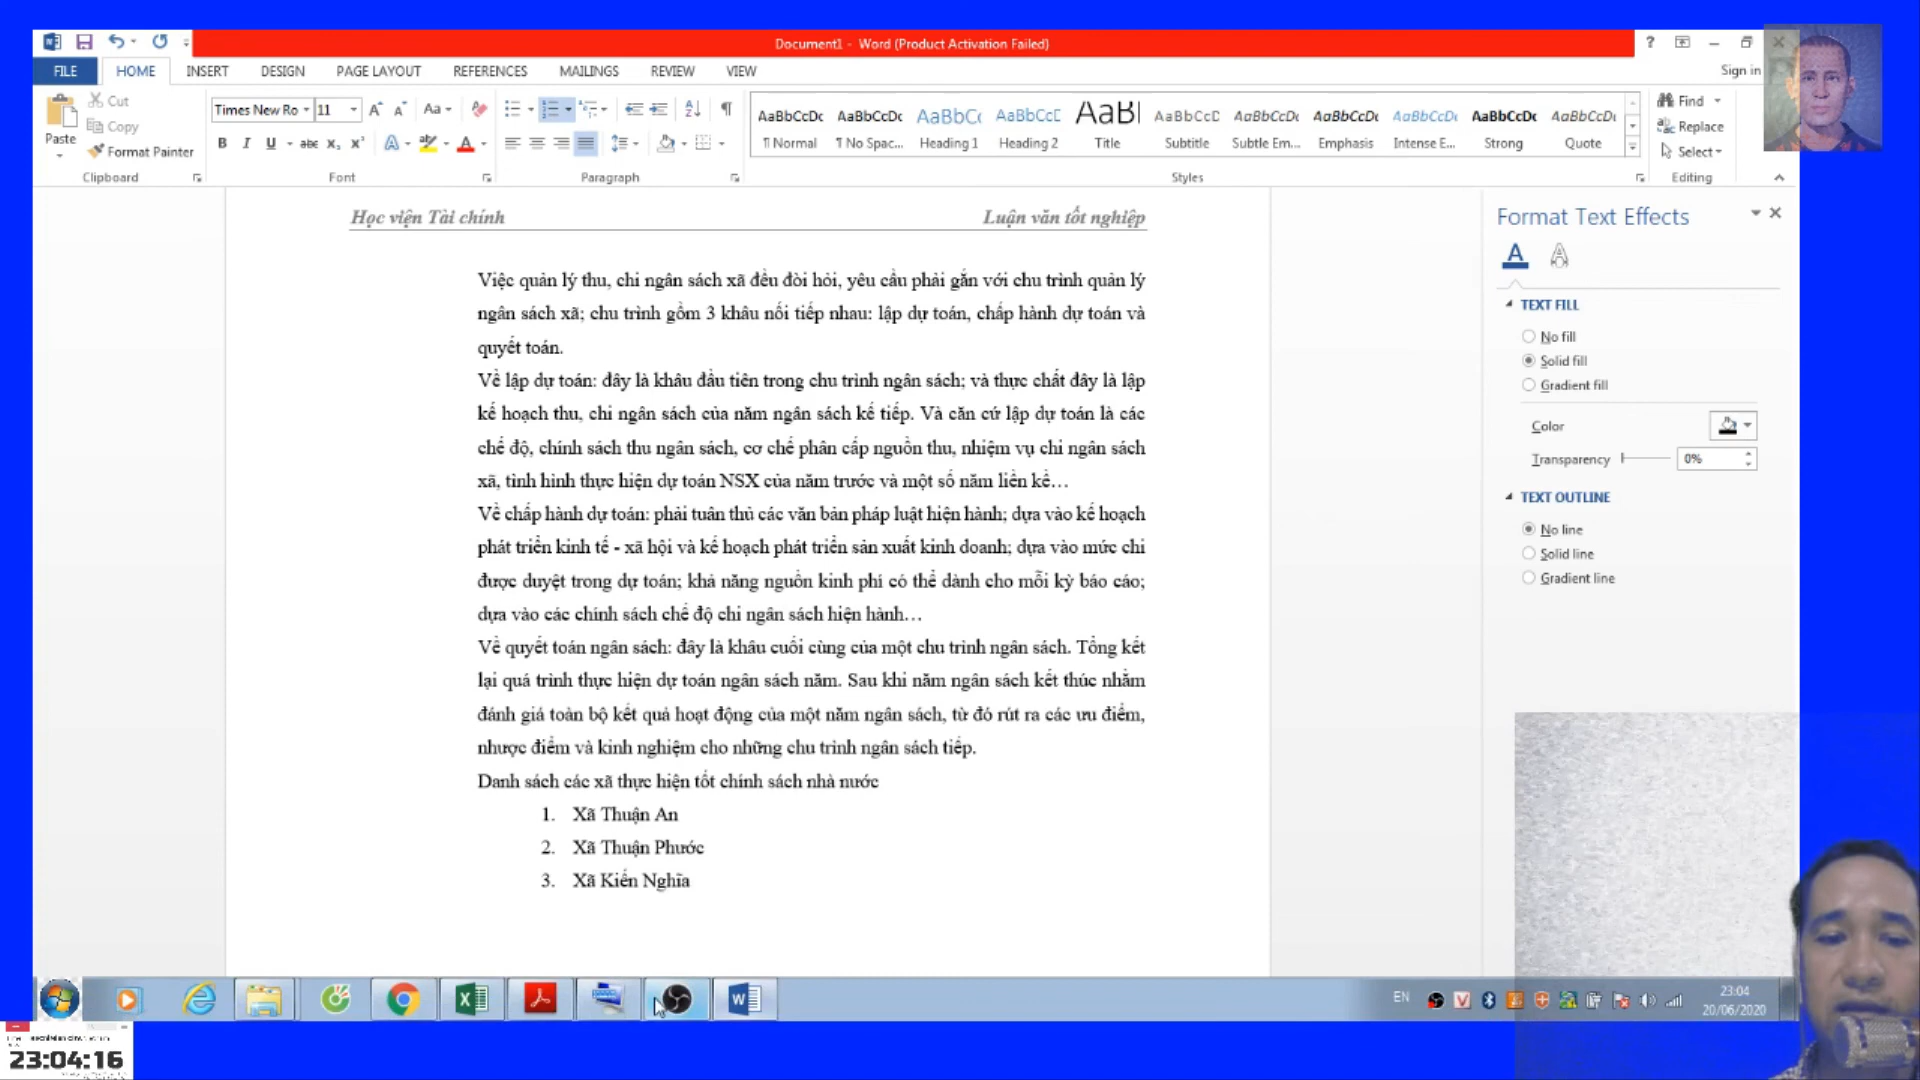 Document1 - Word (Product Activation Failed)
FILE HOME INSERT DESIGN PAGE LAYOUT REFERENCES MAILINGS REVIEW VIEW Sign in
Paste
Cut
Copy
Format Painter
Clipboard
Times New Ro 11
Font
Paragraph
AaBbCcDc AaBbCcDc AaBbCc AaBbCcC AaBl AaBbCcD AaBbCcDc AaBbCcDc AaBbCcDc AaBbCcDc AaBbCcDc
¶ Normal ¶ No Spac... Heading 1 Heading 2 Title Subtitle Subtle Em... Emphasis Intense E... Strong Quote
Styles
Find
Replace
Select
Editing
Học viện Tài chính Luận văn tốt nghiệp
Việc quản lý thu, chi ngân sách xã đều đòi hỏi, yêu cầu phải gắn với chu trình quản lý
ngân sách xã; chu trình gồm 3 khâu nối tiếp nhau: lập dự toán, chấp hành dự toán và
quyết toán.
Về lập dự toán: đây là khâu đầu tiên trong chu trình ngân sách; và thực chất đây là lập
kế hoạch thu, chi ngân sách của năm ngân sách kế tiếp. Và căn cứ lập dự toán là các
chế độ, chính sách thu ngân sách, cơ chế phân cấp nguồn thu, nhiệm vụ chi ngân sách
xã, tình hình thực hiện dự toán NSX của năm trước và một số năm liền kề…
Về chấp hành dự toán: phải tuân thủ các văn bản pháp luật hiện hành; dựa vào kế hoạch
phát triển kinh tế - xã hội và kế hoạch phát triển sản xuất kinh doanh; dựa vào mức chi
được duyệt trong dự toán; khả năng nguồn kinh phí có thể dành cho mỗi kỳ báo cáo;
dựa vào các chính sách chế độ chi ngân sách hiện hành…
Về quyết toán ngân sách: đây là khâu cuối cùng của một chu trình ngân sách. Tổng kết
lại quá trình thực hiện dự toán ngân sách năm. Sau khi năm ngân sách kết thúc nhằm
đánh giá toàn bộ kết quả hoạt động của một năm ngân sách, từ đó rút ra các ưu điểm,
nhược điểm và kinh nghiệm cho những chu trình ngân sách tiếp.
Danh sách các xã thực hiện tốt chính sách nhà nước
1. Xã Thuận An
2. Xã Thuận Phước
3. Xã Kiến Nghĩa
Format Text Effects
TEXT FILL
No fill
Solid fill
Gradient fill
Color
Transparency 0%
TEXT OUTLINE
No line
Solid line
Gradient line
EN
23:04
20/06/2020
23:04:16